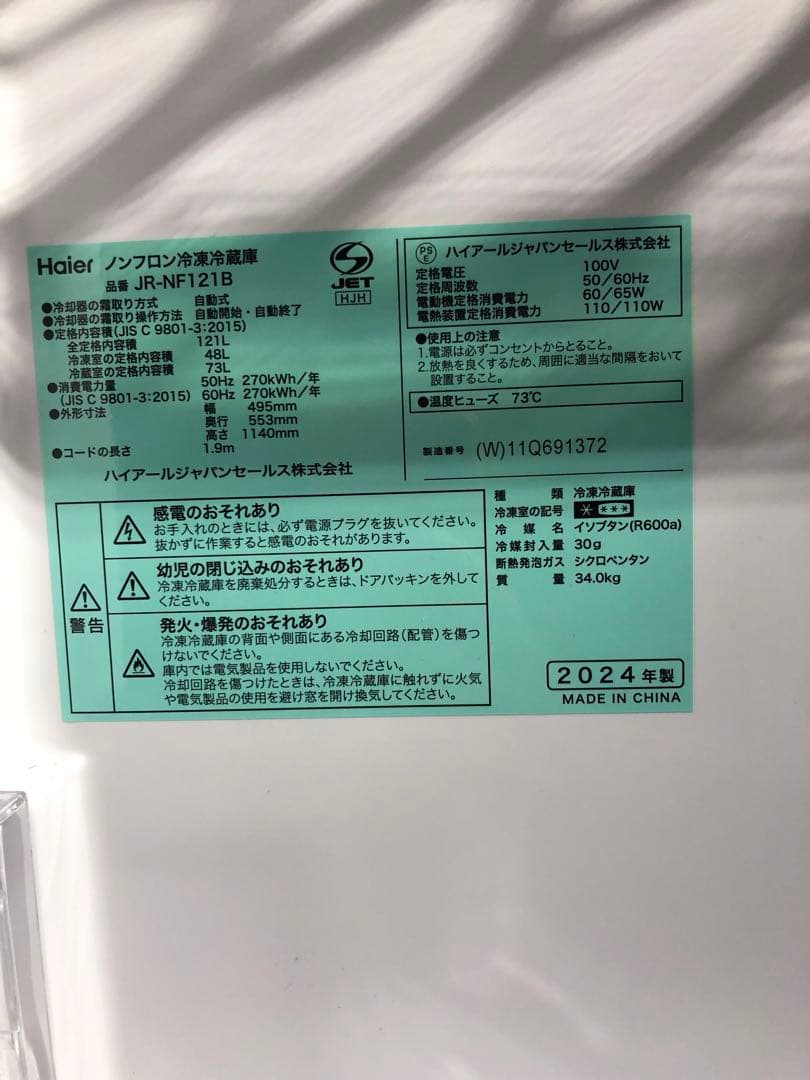 Haier ノンフロン冷凍冷蔵庫
品番 JR-NF121B
JET
HJH
●冷却器の霜取り方式 自動式
●冷却器の霜取り操作方法 自動開始・自動終了
●定格内容積(JIS C 9801-3:2015)
全定格内容積 121L
冷凍室の定格内容積 48L
冷蔵室の定格内容積 73L
●消費電力量 50Hz 270kWh/年
(JIS C 9801-3:2015) 60Hz 270kWh/年
●外形寸法 幅 495mm
奥行 553mm
高さ 1140mm
●コードの長さ 1.9m
ハイアールジャパンセールス株式会社
PSE ハイアールジャパンセールス株式会社
定格電圧 100V
定格周波数 50/60Hz
電動機定格消費電力 60/65W
電熱装置定格消費電力 110/110W
●使用上の注意
1.電源は必ずコンセントからとること。
2.放熱を良くするため、周囲に適当な間隔をおいて
設置すること。
●温度ヒューズ 73℃
製造番号 (W)11Q691372
警告
感電のおそれあり
お手入れのときには、必ず電源プラグを抜いてください。
抜かずに作業すると感電のおそれがあります。
幼児の閉じ込みのおそれあり
冷凍冷蔵庫を廃棄処分するときは、ドアパッキンを外して
ください。
発火・爆発のおそれあり
冷凍冷蔵庫の背面や側面にある冷却回路(配管)を傷つ
けないでください。
庫内では電気製品を使用しないでください。
冷却回路を傷つけたときは、冷凍冷蔵庫に触れずに火気
や電気製品の使用を避け窓を開け換気してください。
種類 冷凍冷蔵庫
冷凍室の記号 * ***
冷媒名 イソブタン(R600a)
冷媒封入量 30g
断熱発泡ガス シクロペンタン
質量 34.0kg
2024年製
MADE IN CHINA